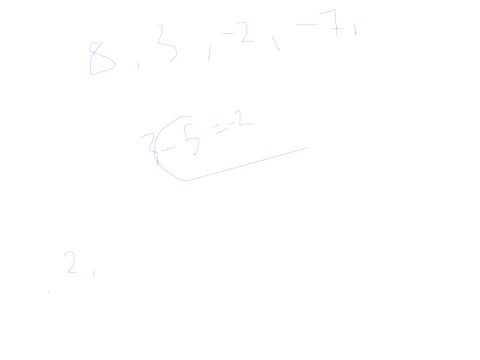 8, 3, -2, -7,
3 - 5 = -2
2,